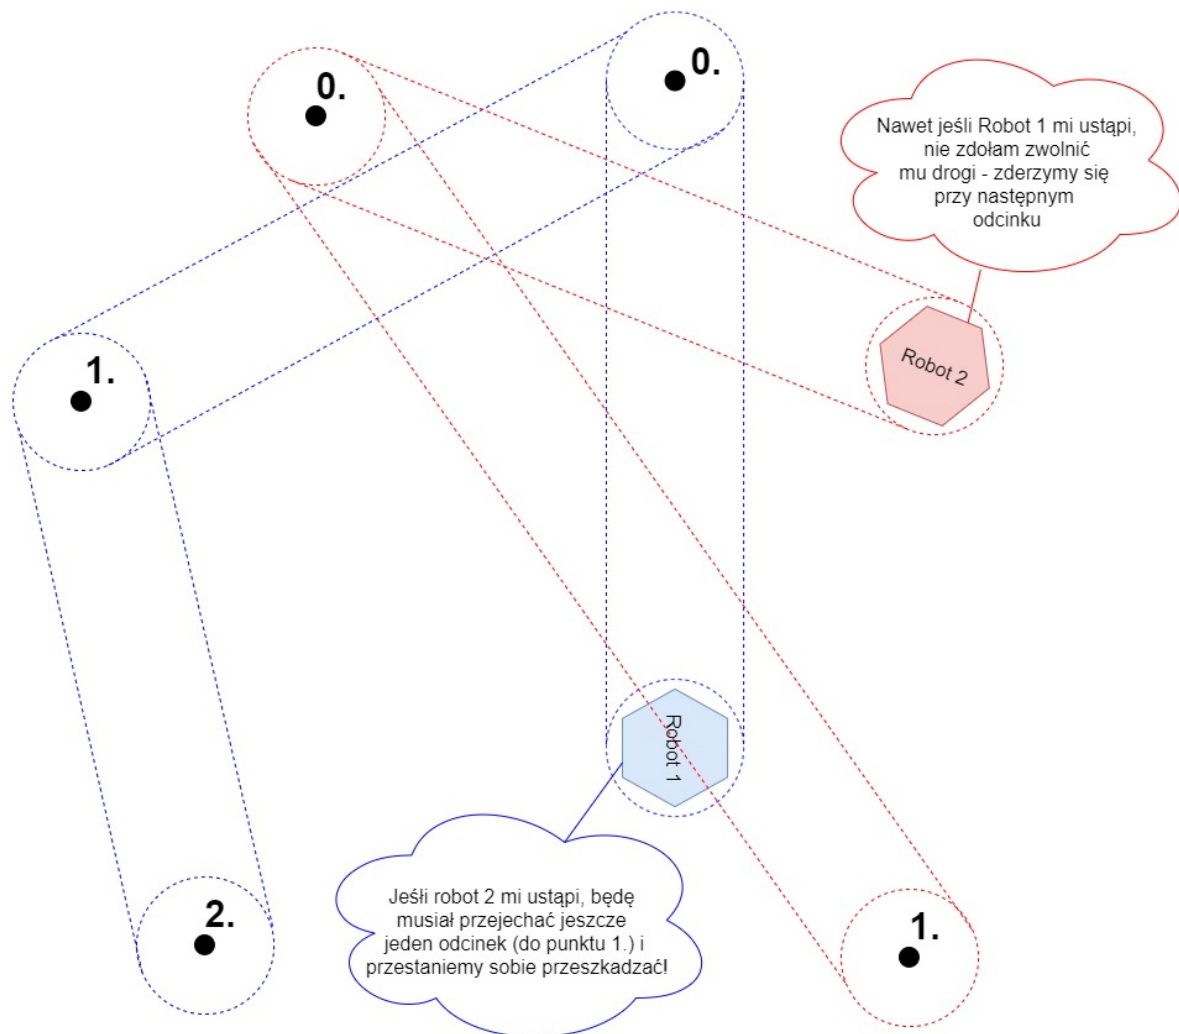 0.
0.
Nawet jeśli Robot 1 mi ustąpi,
nie zdołam zwolnić
mu drogi - zderzymy się
przy następnym
odcinku
Robot 2
1.
Robot 1
Jeśłi robot 2 mi ustąpi, będę
musiał przejechać jeszcze
jeden odcinek (do punktu 1.) i
przestaniemy sobie przeszkadzać!
2.
1.